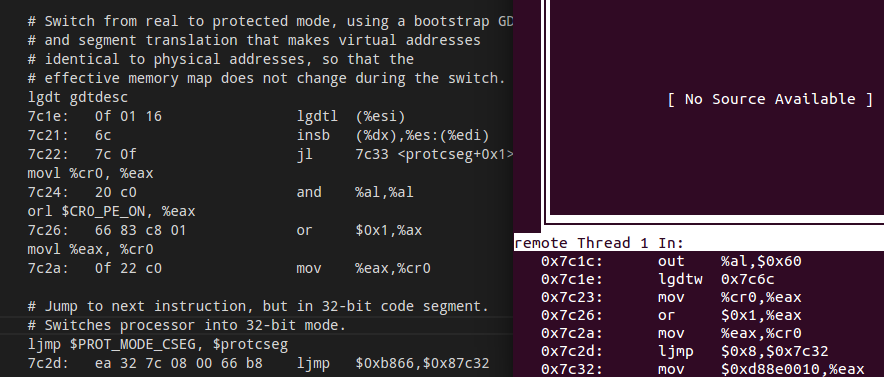 # Switch from real to protected mode, using a bootstrap GD
# and segment translation that makes virtual addresses
# identical to physical addresses, so that the
# effective memory map does not change during the switch.
lgdt gdtdesc
7c1e: 0f 01 16 lgdtl (%esi)
7c21: 6c insb (%dx),%es:(%edi)
7c22: 7c 0f jl 7c33 <protcseg+0x1>
movl %cr0, %eax
7c24: 20 c0 and %al,%al
orl $CR0_PE_ON, %eax
7c26: 66 83 c8 01 or $0x1,%ax
movl %eax, %cr0
7c2a: 0f 22 c0 mov %eax,%cr0
# Jump to next instruction, but in 32-bit code segment.
# Switches processor into 32-bit mode.
ljmp $PROT_MODE_CSEG, $protcseg
7c2d: ea 32 7c 08 00 66 b8 ljmp $0xb866,$0x87c32
[ No Source Available ]
remote Thread 1 In:
0x7c1c: out %al,$0x60
0x7c1e: lgdtw 0x7c6c
0x7c23: mov %cr0,%eax
0x7c26: or $0x1,%eax
0x7c2a: mov %eax,%cr0
0x7c2d: ljmp $0x8,$0x7c32
0x7c32: mov $0xd88e0010,%eax